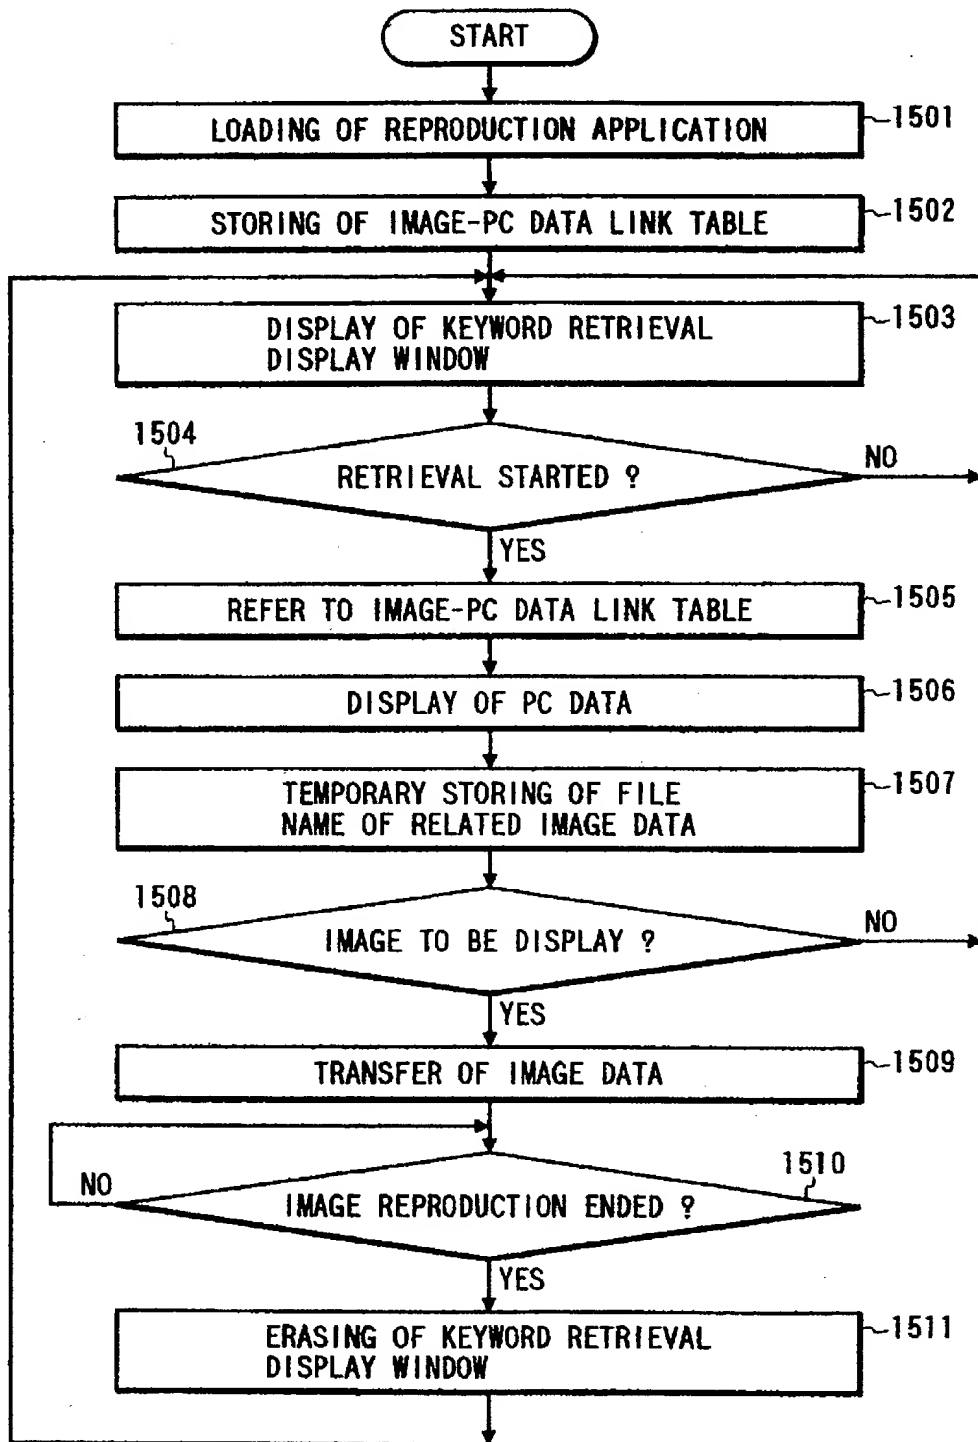 START
LOADING OF REPRODUCTION APPLICATION
1501
STORING OF IMAGE-PC DATA LINK TABLE
1502
DISPLAY OF KEYWORD RETRIEVAL
DISPLAY WINDOW
1503
1504
RETRIEVAL STARTED ?
NO
YES
REFER TO IMAGE-PC DATA LINK TABLE
1505
DISPLAY OF PC DATA
1506
TEMPORARY STORING OF FILE
NAME OF RELATED IMAGE DATA
1507
1508
IMAGE TO BE DISPLAY ?
NO
YES
TRANSFER OF IMAGE DATA
1509
1510
NO
IMAGE REPRODUCTION ENDED ?
YES
ERASING OF KEYWORD RETRIEVAL
DISPLAY WINDOW
1511